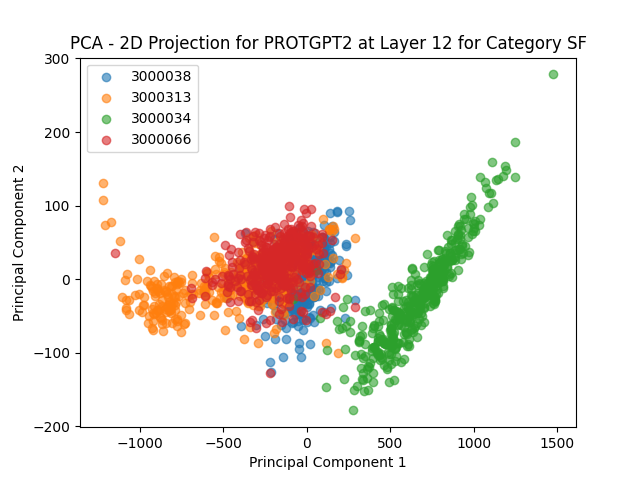 PCA - 2D Projection for PROTGPT2 at Layer 12 for Category SF
3000038
3000313
3000034
3000066
Principal Component 2
300
200
100
0
−100
−200
−1000 −500 0 500 1000 1500
Principal Component 1